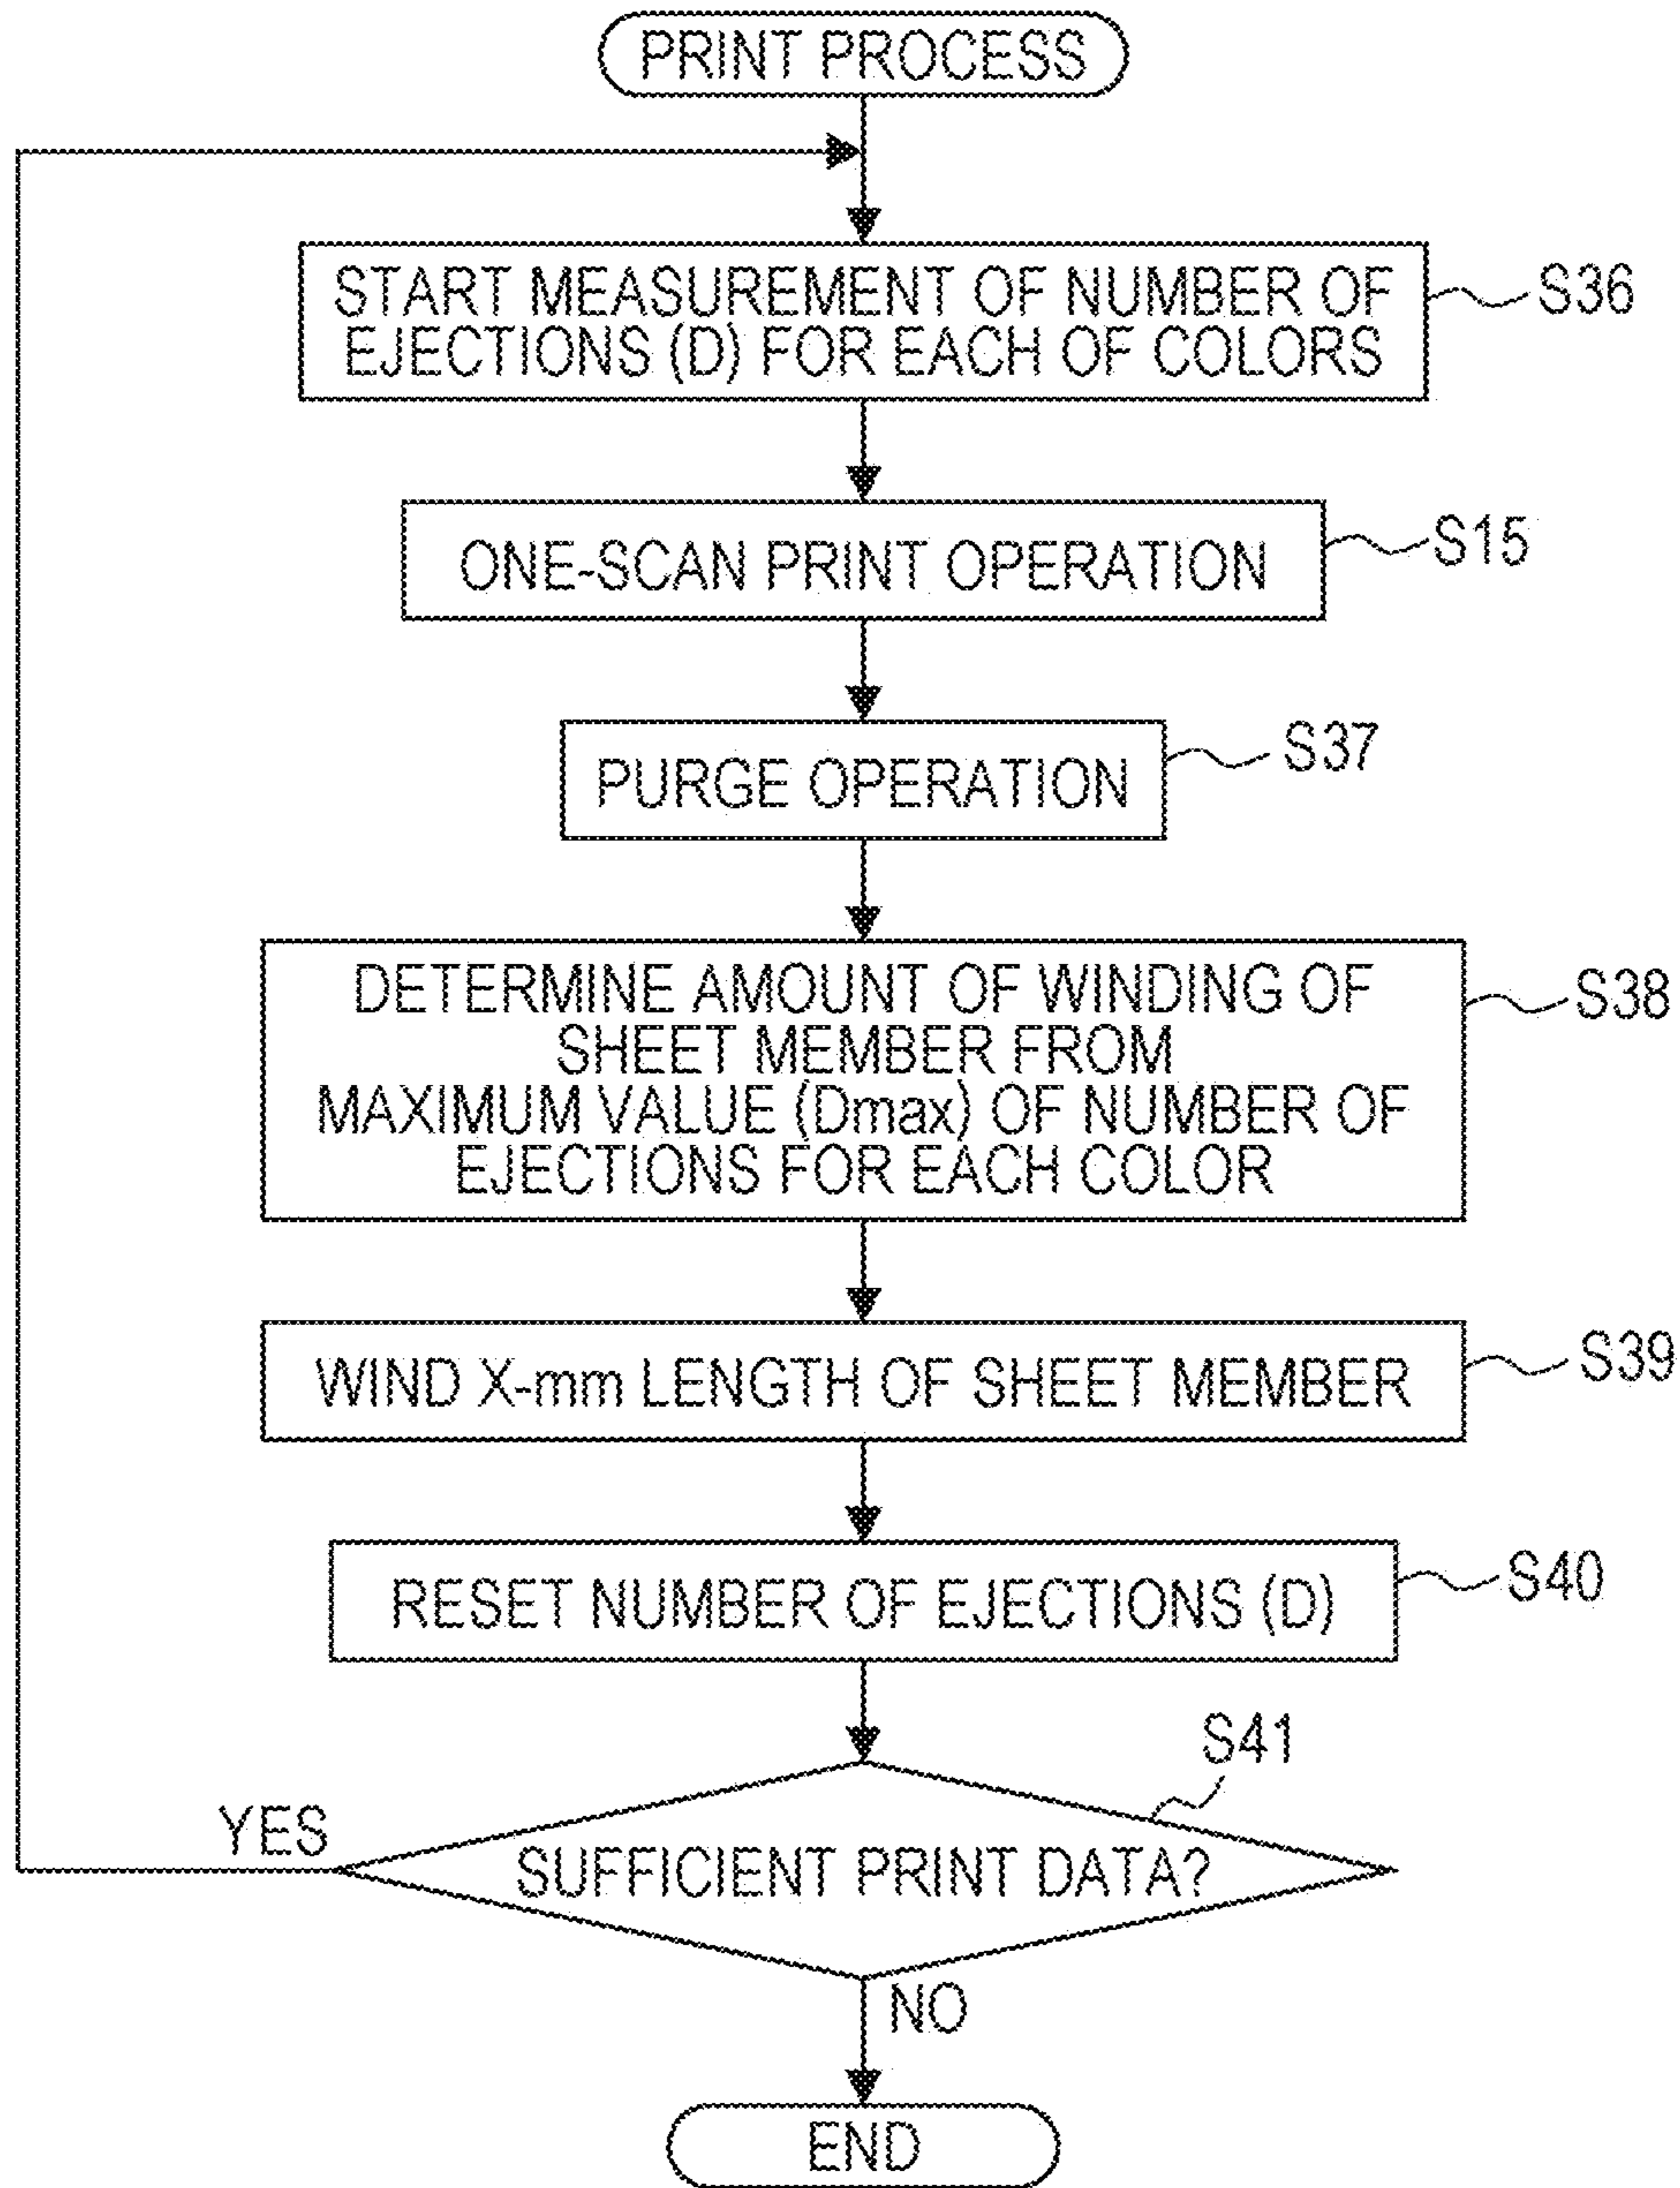 PRINT PROCESS
START MEASUREMENT OF NUMBER OF
EJECTIONS (D) FOR EACH OF COLORS
S36
ONE-SCAN PRINT OPERATION
S15
PURGE OPERATION
S37
DETERMINE AMOUNT OF WINDING OF
SHEET MEMBER FROM
MAXIMUM VALUE (Dmax) OF NUMBER OF
EJECTIONS FOR EACH COLOR
S38
WIND X-mm LENGTH OF SHEET MEMBER
S39
RESET NUMBER OF EJECTIONS (D)
S40
S41
YES
SUFFICIENT PRINT DATA?
NO
END